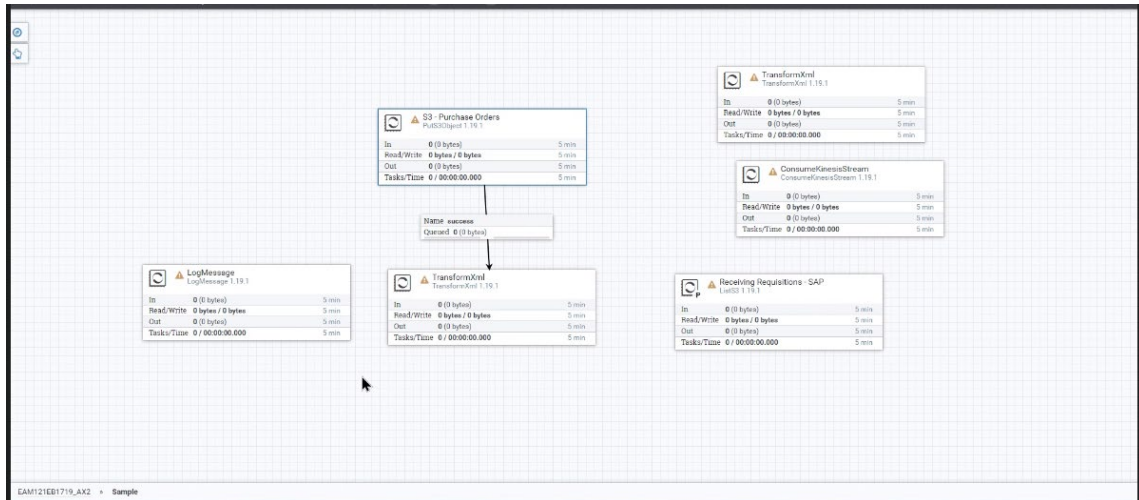 TransformXml
TransformXml 1.19.1
In 0 (0 bytes) 5 min
Read/Write 0 bytes / 0 bytes 5 min
Out 0 (0 bytes) 5 min
Tasks/Time 0 / 00:00:00.000 5 min
S3 - Purchase Orders
PutS3Object 1.19.1
In 0 (0 bytes) 5 min
Read/Write 0 bytes / 0 bytes 5 min
Out 0 (0 bytes) 5 min
Tasks/Time 0 / 00:00:00.000 5 min
ConsumeKinesisStream
ConsumeKinesisStream 1.19.1
In 0 (0 bytes) 5 min
Read/Write 0 bytes / 0 bytes 5 min
Out 0 (0 bytes) 5 min
Tasks/Time 0 / 00:00:00.000 5 min
Name success
Queued 0 (0 bytes)
LogMessage
LogMessage 1.19.1
In 0 (0 bytes) 5 min
Read/Write 0 bytes / 0 bytes 5 min
Out 0 (0 bytes) 5 min
Tasks/Time 0 / 00:00:00.000 5 min
TransformXml
TransformXml 1.19.1
In 0 (0 bytes) 5 min
Read/Write 0 bytes / 0 bytes 5 min
Out 0 (0 bytes) 5 min
Tasks/Time 0 / 00:00:00.000 5 min
P
Receiving Requisitions - SAP
ListS3 1.19.1
In 0 (0 bytes) 5 min
Read/Write 0 bytes / 0 bytes 5 min
Out 0 (0 bytes) 5 min
Tasks/Time 0 / 00:00:00.000 5 min
EAM121EB1719_AX2 » Sample